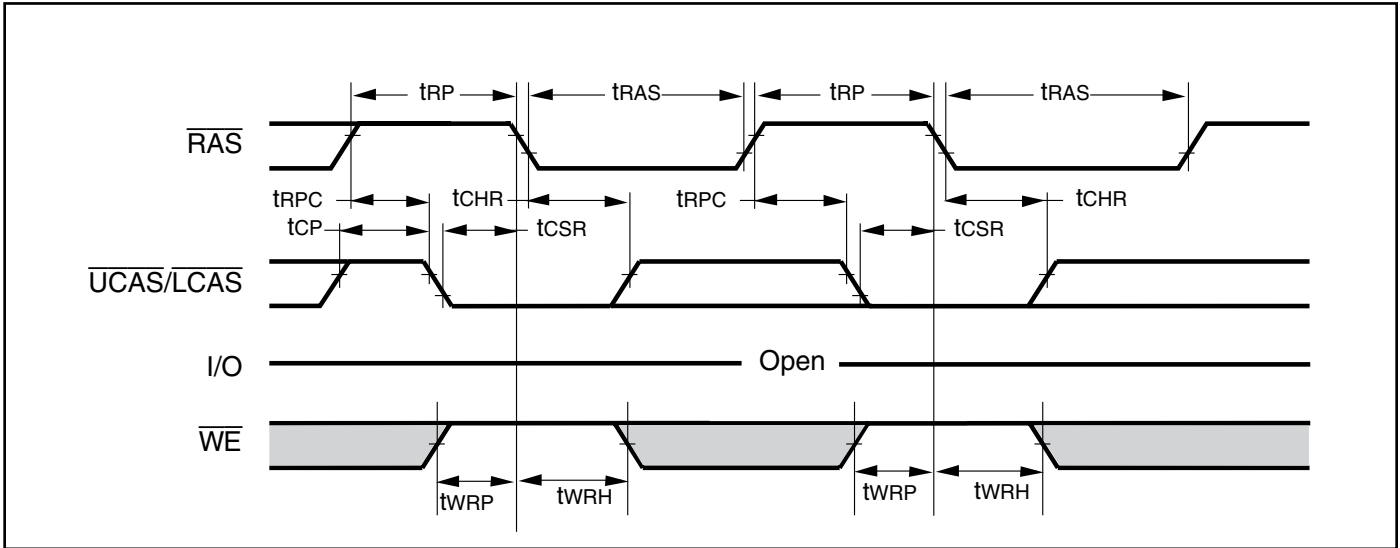 tRP tRAS tRP tRAS
RAS
tRPC tCHR tRPC tCHR
tCP tCSR tCSR
UCAS/LCAS
I/O Open
WE
tWRP tWRH tWRP tWRH